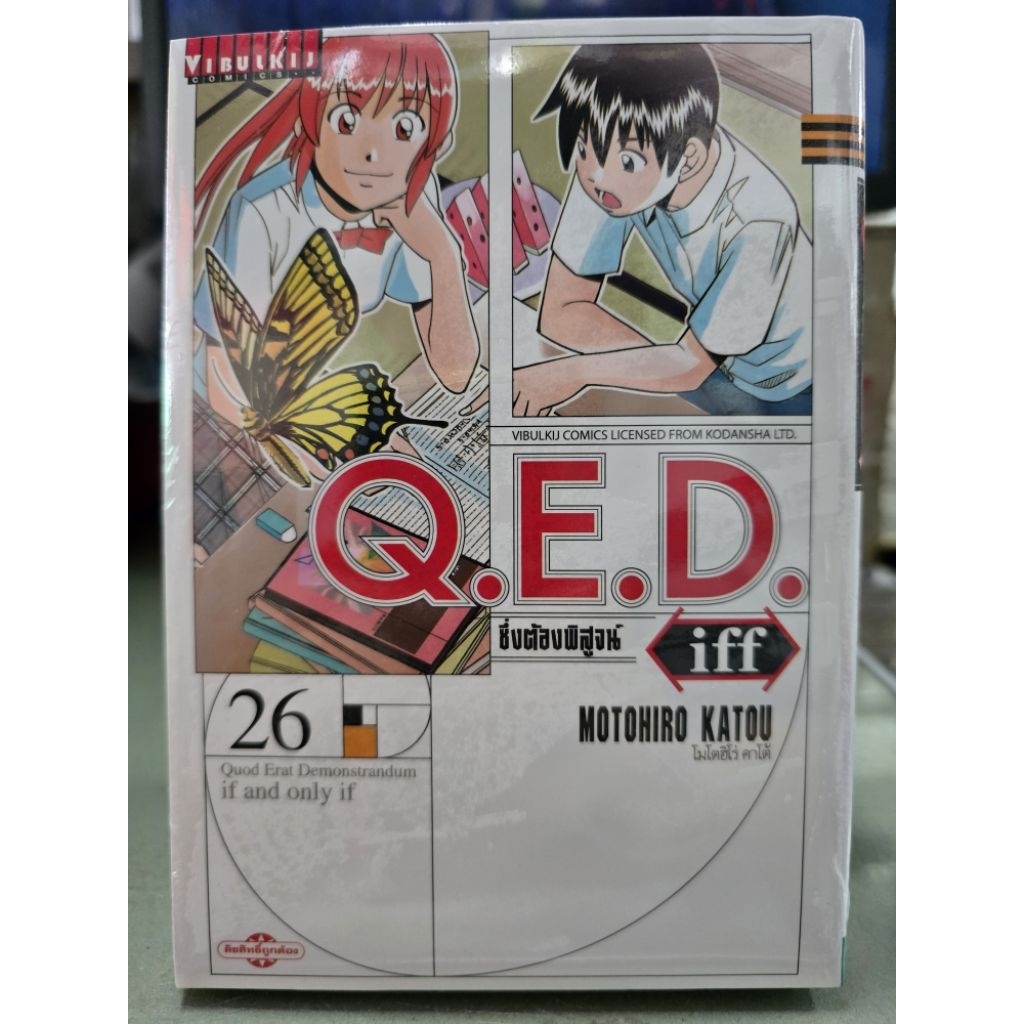 VIBULKIJ
COMICS
VIBULKIJ COMICS LICENSED FROM KODANSHA LTD.
Q.E.D.
ซึ่งต้องพิสูจน์
iff
26
MOTOHIRO KATOU
โมโตฮิโร่ คาโต้
Quod Erat Demonstrandum
if and only if
ลิขสิทธิ์ถูกต้อง